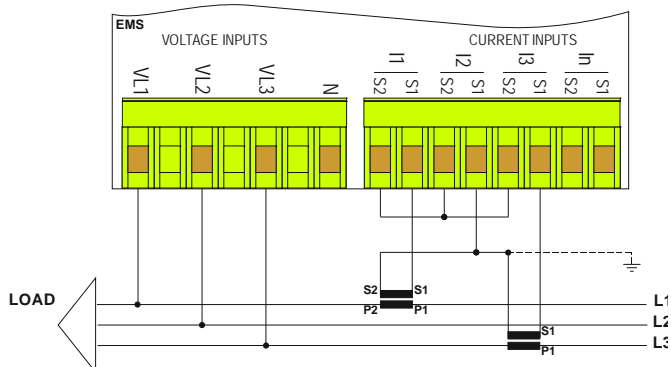 EMS
VOLTAGE INPUTS
CURRENT INPUTS
I1 I2 I3 In
VL1 VL2 VL3 N
S2 S1 S2 S1 S2 S1 S2 S1
S2 S1
LOAD
P2 P1
L1
L2
S1
L3
P1